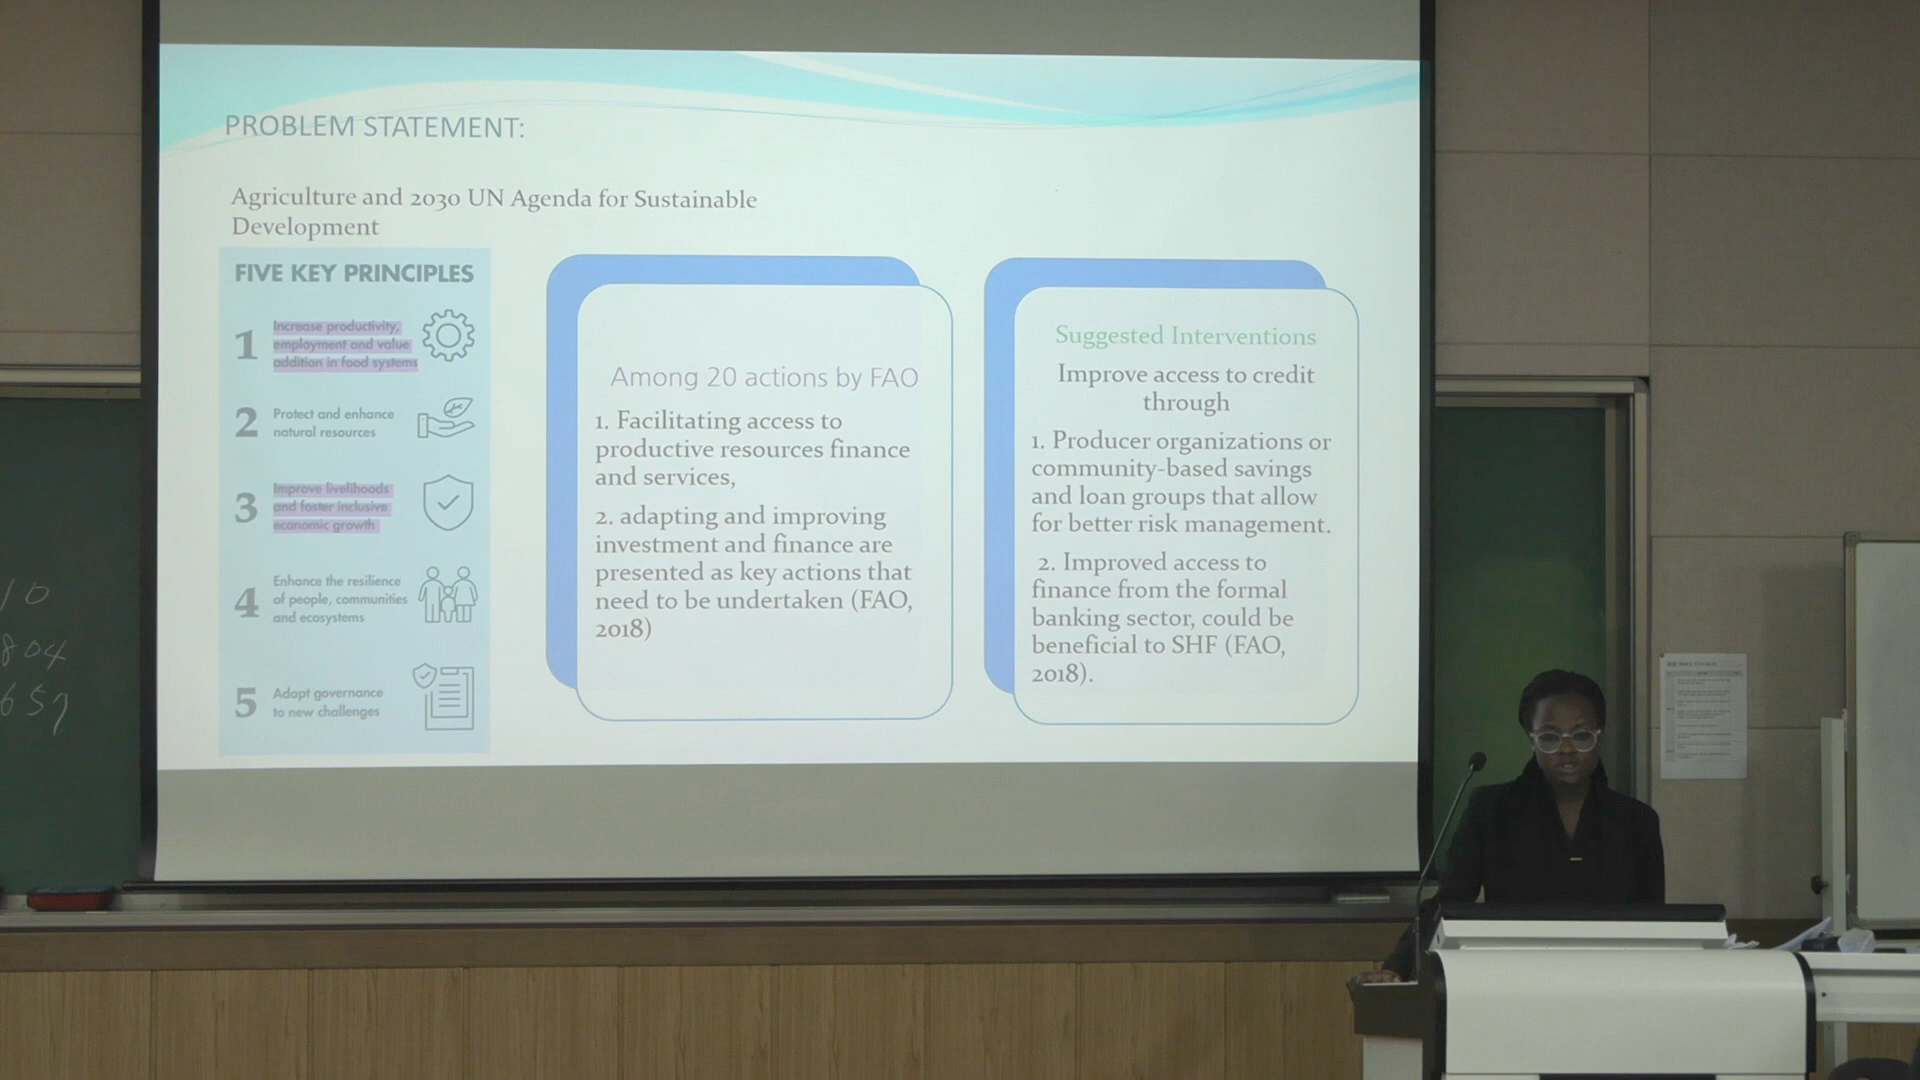 PROBLEM STATEMENT:
Agriculture and 2030 UN Agenda for Sustainable
Development
FIVE KEY PRINCIPLES
1 Increase productivity,
employment and value
addition in food systems
2 Protect and enhance
natural resources
3 Improve livelihoods
and foster inclusive
economic growth
4 Enhance the resilience
of people, communities
and ecosystems
5 Adapt governance
to new challenges
Among 20 actions by FAO
1. Facilitating access to
productive resources finance
and services,
2. adapting and improving
investment and finance are
presented as key actions that
need to be undertaken (FAO,
2018)
Suggested Interventions
Improve access to credit
through
1. Producer organizations or
community-based savings
and loan groups that allow
for better risk management.
2. Improved access to
finance from the formal
banking sector, could be
beneficial to SHF (FAO,
2018).
10
804
657